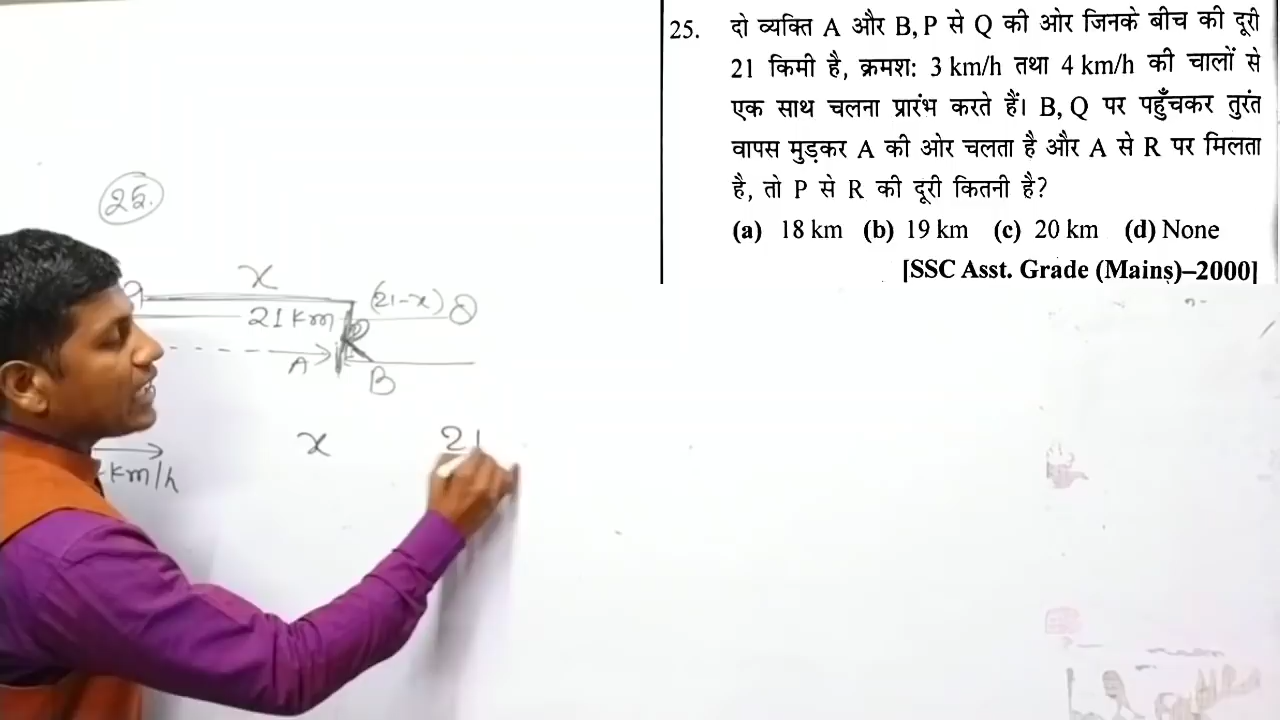 25. दो व्यक्ति A और B, P से Q की ओर जिनके बीच की दूरी
21 किमी है, क्रमश: 3 km/h तथा 4 km/h की चालों से
एक साथ चलना प्रारंभ करते हैं। B, Q पर पहुँचकर तुरंत
वापस मुड़कर A की ओर चलता है और A से R पर मिलता
है, तो P से R की दूरी कितनी है?
(a) 18 km (b) 19 km (c) 20 km (d) None
[SSC Asst. Grade (Mains)–2000]
25.
x
(21-x) Q
21 km
A
B
x 21
km/h